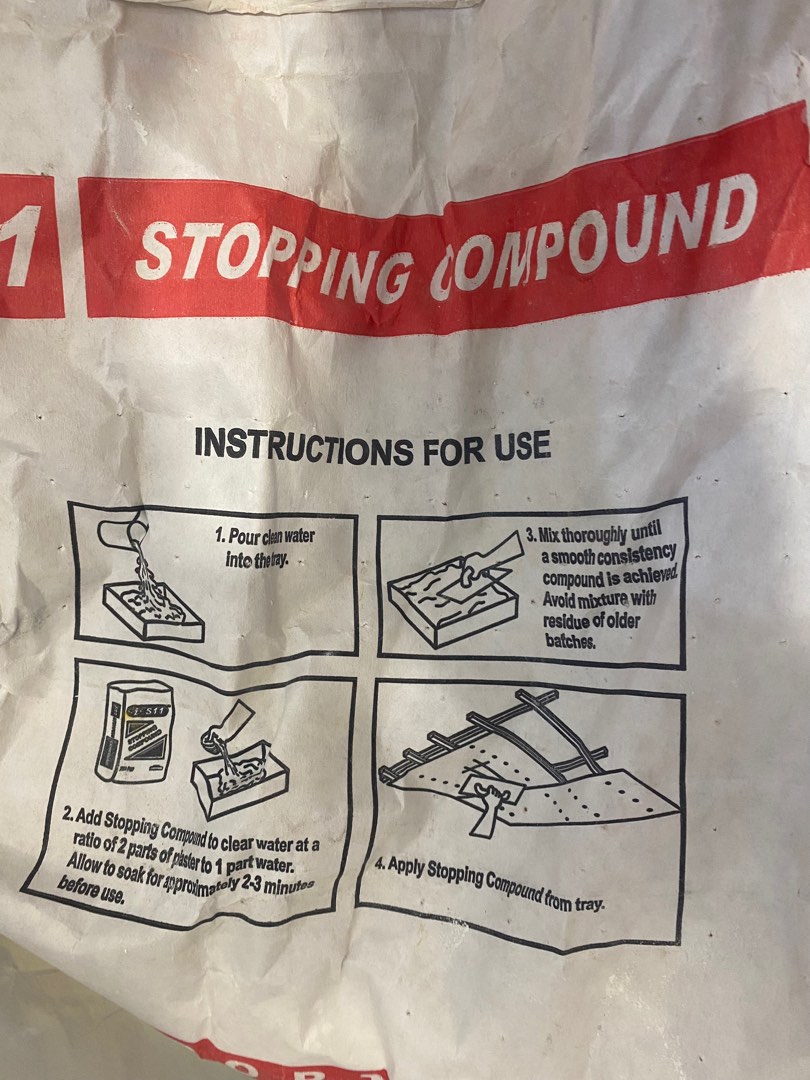 1
STOPPING COMPOUND
INSTRUCTIONS FOR USE
1. Pour clean water
into the tray.
2. Add Stopping Compound to clear water at a
ratio of 2 parts of plaster to 1 part water.
Allow to soak for approximately 2-3 minutes
before use.
S11
STOPPING
COMPOUND
3. Mix thoroughly until
a smooth consistency
compound is achieved.
Avoid mixture with
residue of older
batches.
4. Apply Stopping Compound from tray.